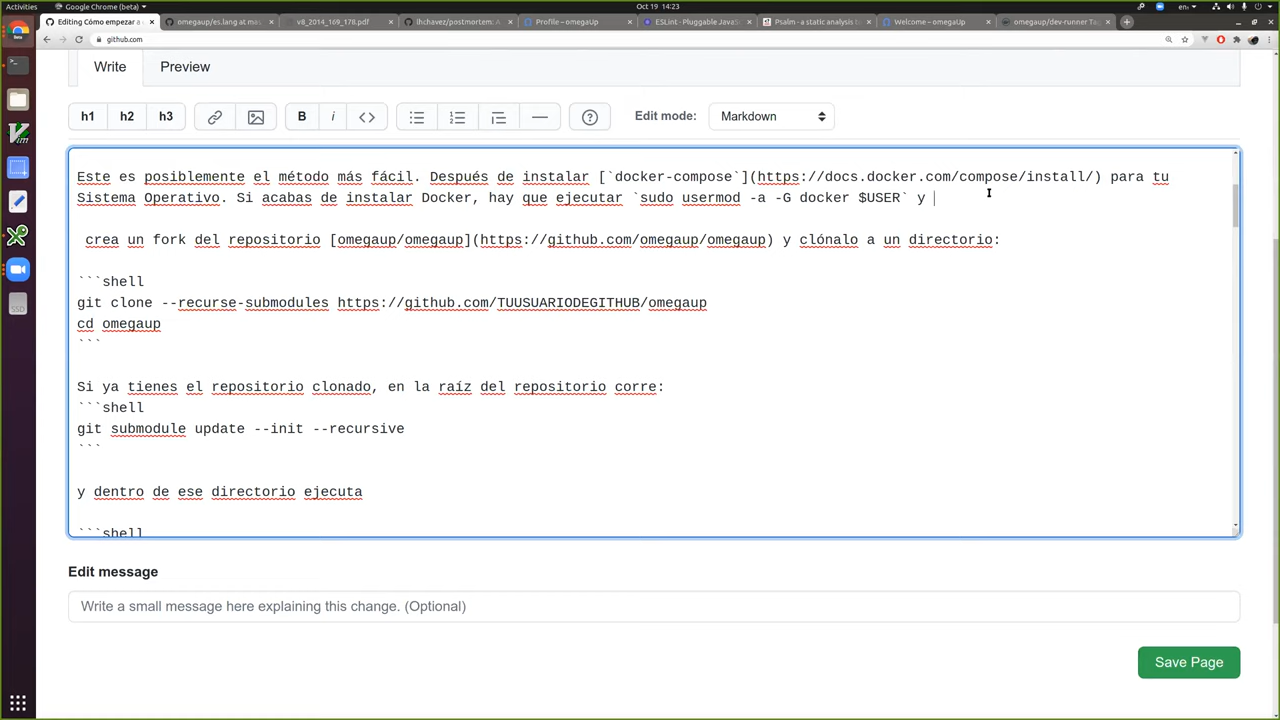 Activities
Google Chrome (beta)
Oct 19 14:23
en
Editing Cómo empezar a
omegaup/es.lang at mas
v8_2014_169_178.pdf
lhchavez/postmortem:
Profile – omegaUp
ESLint - Pluggable JavaSc
Psalm - a static analysis t
Welcome – omegaUp
omegaup/dev-runner Tag
github.com
Write
Preview
h1
h2
h3
B
i
Edit mode:
Markdown
Este es posiblemente el método más fácil. Después de instalar [`docker-compose`](https://docs.docker.com/compose/install/) para tu
Sistema Operativo. Si acabas de instalar Docker, hay que ejecutar `sudo usermod -a -G docker $USER` y
crea un fork del repositorio [omegaup/omegaup](https://github.com/omegaup/omegaup) y clónalo a un directorio:
```shell
git clone --recurse-submodules https://github.com/TUUSUARIODEGITHUB/omegaup
cd omegaup
```
Si ya tienes el repositorio clonado, en la raíz del repositorio corre:
```shell
git submodule update --init --recursive
```
y dentro de ese directorio ejecuta
```shell
Edit message
Write a small message here explaining this change. (Optional)
Save Page